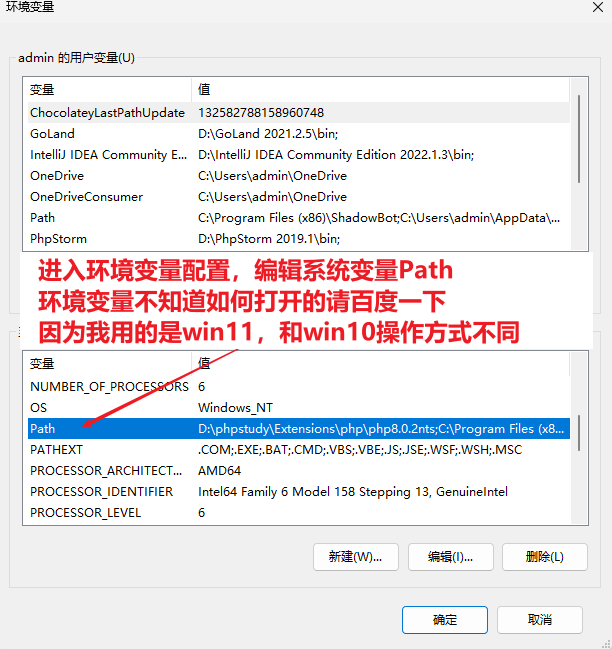 环境变量
admin 的用户变量(U)
变量 值
ChocolateyLastPathUpdate 132582788158960748
GoLand D:\GoLand 2021.2.5\bin;
IntelliJ IDEA Community E... D:\IntelliJ IDEA Community Edition 2022.1.3\bin;
OneDrive C:\Users\admin\OneDrive
OneDriveConsumer C:\Users\admin\OneDrive
Path C:\Program Files (x86)\ShadowBot;C:\Users\admin\AppData\...
PhpStorm D:\PhpStorm 2019.1\bin;
进入环境变量配置，编辑系统变量Path
环境变量不知道如何打开的请百度一下
因为我用的是win11，和win10操作方式不同
变量 值
NUMBER_OF_PROCESSORS 6
OS Windows_NT
Path D:\phpstudy\Extensions\php\php8.0.2nts;C:\Program Files (x8...
PATHEXT .COM;.EXE;.BAT;.CMD;.VBS;.VBE;.JS;.JSE;.WSF;.WSH;.MSC
PROCESSOR_ARCHITECT... AMD64
PROCESSOR_IDENTIFIER Intel64 Family 6 Model 158 Stepping 13, GenuineIntel
PROCESSOR_LEVEL 6
新建(W)... 编辑(I)... 删除(L)
确定 取消